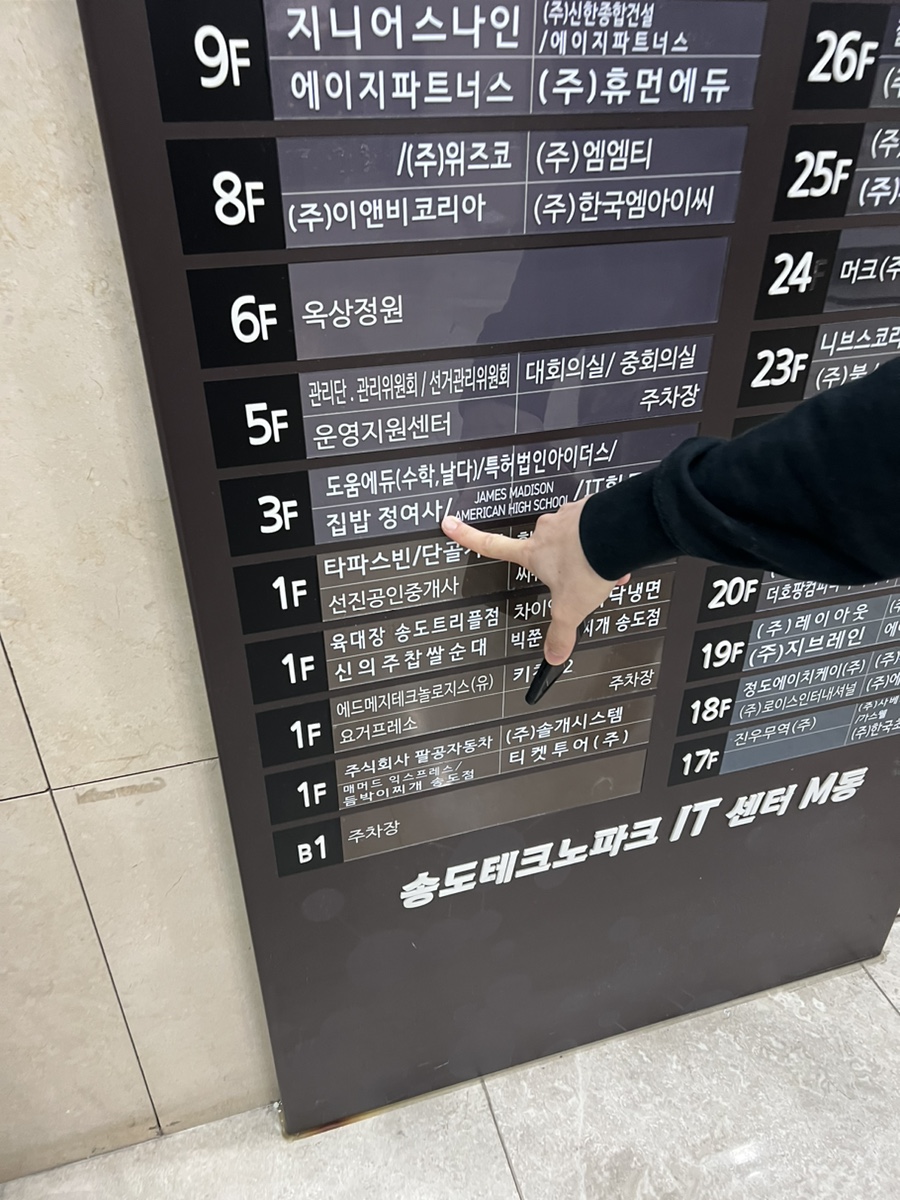 9F
지니어스나인
(주)신한종합건설
/에이지파트너스
에이지파트너스
(주)휴먼에듀
8F
/(주)위즈코
(주)엠엠티
(주)이앤비코리아
(주)한국엠아이씨
6F
옥상정원
5F
관리단 . 관리위원회 / 선거관리위원회
대회의실/ 중회의실
운영지원센터
주차장
3F
도움에듀(수학,날다)/특허법인아이더스/
집밥 정여사/
JAMES MADISON
AMERICAN HIGH SCHOOL
/IT
1F
타파스빈/
선진공인중개사
1F
육대장 송도트리플점
신의주찹쌀순대
차이
낙냉면
빅쭌
찌개 송도점
1F
에드메지테크놀로지스(유)
요거프레소
주차장
1F
주식회사 팔공자동차
(주)솔개시스템
매머드 익스프레스/
듬박이찌개 송도점
티켓투어(주)
B1
주차장
26F
25F
24F
머크(주
23F
니브스코리
20F
더호팡컴퍼니
19F
(주)레이아웃
(주)지브레인
18F
정도에이치케이(주)
(주)로이스인터내셔널
17F
진우무역(주)
/가스텔
송도테크노파크 IT 센터 M동